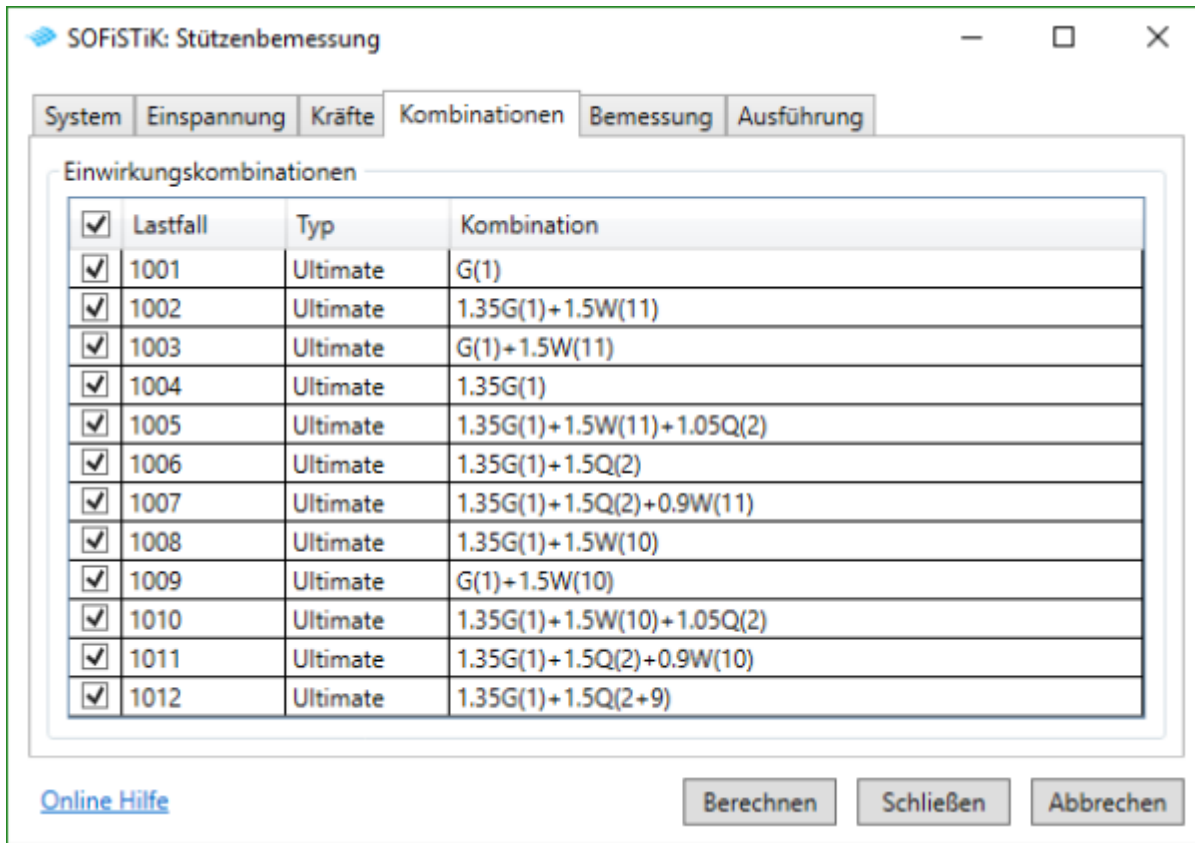 SOFiSTiK: Stützenbemessung
System Einspannung Kräfte Kombinationen Bemessung Ausführung
Einwirkungskombinationen
Lastfall Typ Kombination
1001 Ultimate G(1)
1002 Ultimate 1.35G(1)+1.5W(11)
1003 Ultimate G(1)+1.5W(11)
1004 Ultimate 1.35G(1)
1005 Ultimate 1.35G(1)+1.5W(11)+1.05Q(2)
1006 Ultimate 1.35G(1)+1.5Q(2)
1007 Ultimate 1.35G(1)+1.5Q(2)+0.9W(11)
1008 Ultimate 1.35G(1)+1.5W(10)
1009 Ultimate G(1)+1.5W(10)
1010 Ultimate 1.35G(1)+1.5W(10)+1.05Q(2)
1011 Ultimate 1.35G(1)+1.5Q(2)+0.9W(10)
1012 Ultimate 1.35G(1)+1.5Q(2+9)
Online Hilfe Berechnen Schließen Abbrechen